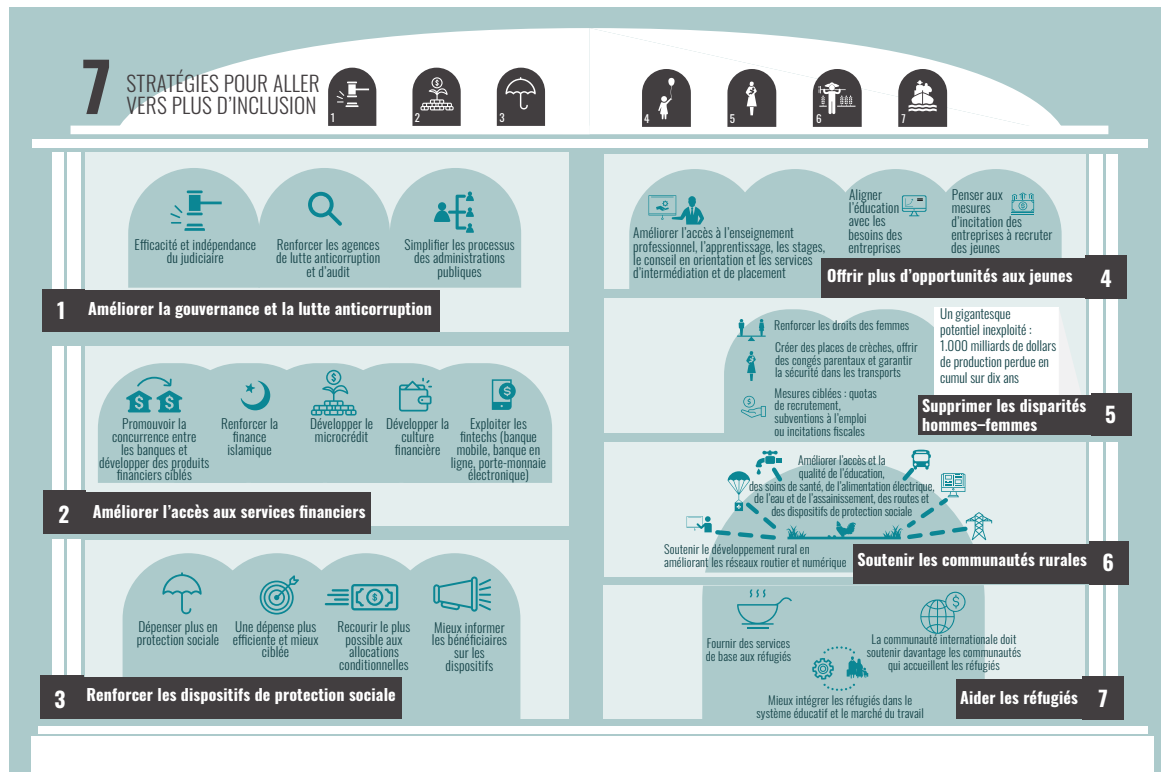 7
STRATÉGIES POUR ALLER
VERS PLUS D'INCLUSION
1
2
3
4
5
6
7
Efficacité et indépendance
du judiciaire
Renforcer les agences
de lutte anticorruption
et d'audit
Simplifier les processus
des administrations
publiques
1 Améliorer la gouvernance et la lutte anticorruption
Promouvoir la
concurrence entre
les banques et
développer des produits
financiers ciblés
Renforcer la
finance
islamique
Développer le
microcrédit
Développer la
culture
financière
Exploiter les
fintechs (banque
mobile, banque en
ligne, porte-monnaie
électronique)
2 Améliorer l'accès aux services financiers
Dépenser plus en
protection sociale
Une dépense plus
efficiente et mieux
ciblée
Recourir le plus
possible aux
allocations
conditionnelles
Mieux informer
les bénéficiaires
sur les
dispositifs
3 Renforcer les dispositifs de protection sociale
Améliorer l'accès à l'enseignement
professionnel, l'apprentissage, les stages,
le conseil en orientation et les services
d'intermédiation et de placement
Aligner
l'éducation
avec les
besoins des
entreprises
Penser aux
mesures
d'incitation des
entreprises à recruter
des jeunes
Offrir plus d'opportunités aux jeunes 4
Renforcer les droits des femmes
Créer des places de crèches, offrir
des congés parentaux et garantir
la sécurité dans les transports
Mesures ciblées : quotas
de recrutement,
subventions à l'emploi
ou incitations fiscales
Un gigantesque
potentiel inexploité :
1.000 milliards de dollars
de production perdue en
cumul sur dix ans
Supprimer les disparités
hommes–femmes
5
Améliorer l'accès et la
qualité de l'éducation,
des soins de santé, de l'alimentation électrique,
de l'eau et de l'assainissement, des routes et
des dispositifs de protection sociale
Soutenir le développement rural en
améliorant les réseaux routier et numérique
Soutenir les communautés rurales 6
Fournir des services
de base aux réfugiés
La communauté internationale doit
soutenir davantage les communautés
qui accueillent les réfugiés
Mieux intégrer les réfugiés dans le
système éducatif et le marché du travail
Aider les réfugiés 7